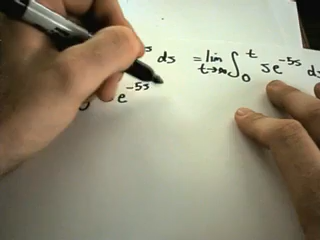 s ds = lim t→∞ ∫₀ᵗ se^{-5s} ds
e^{-5s}